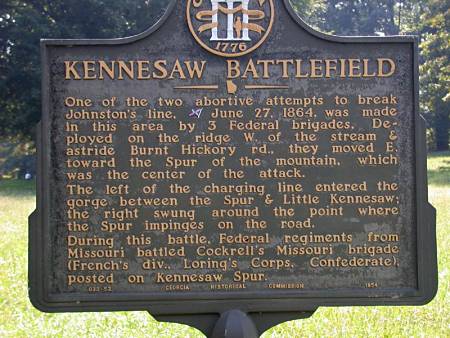 1776
KENNESAW BATTLEFIELD
One of the two abortive attempts to break
Johnston's line, June 27, 1864, was made
in this area by 3 Federal brigades. De-
ployed on the ridge W. of the stream &
astride Burnt Hickory rd., they moved E.
toward the Spur of the mountain, which
was the center of the attack.
The left of the charging line entered the
gorge between the Spur & Little Kennesaw;
the right swung around the point where
the Spur impinges on the road.
During this battle, Federal regiments from
Missouri battled Cockrell's Missouri brigade
(French's div., Loring's Corps, Confederate),
posted on Kennesaw Spur.
033-53 GEORGIA HISTORICAL COMMISSION 1954